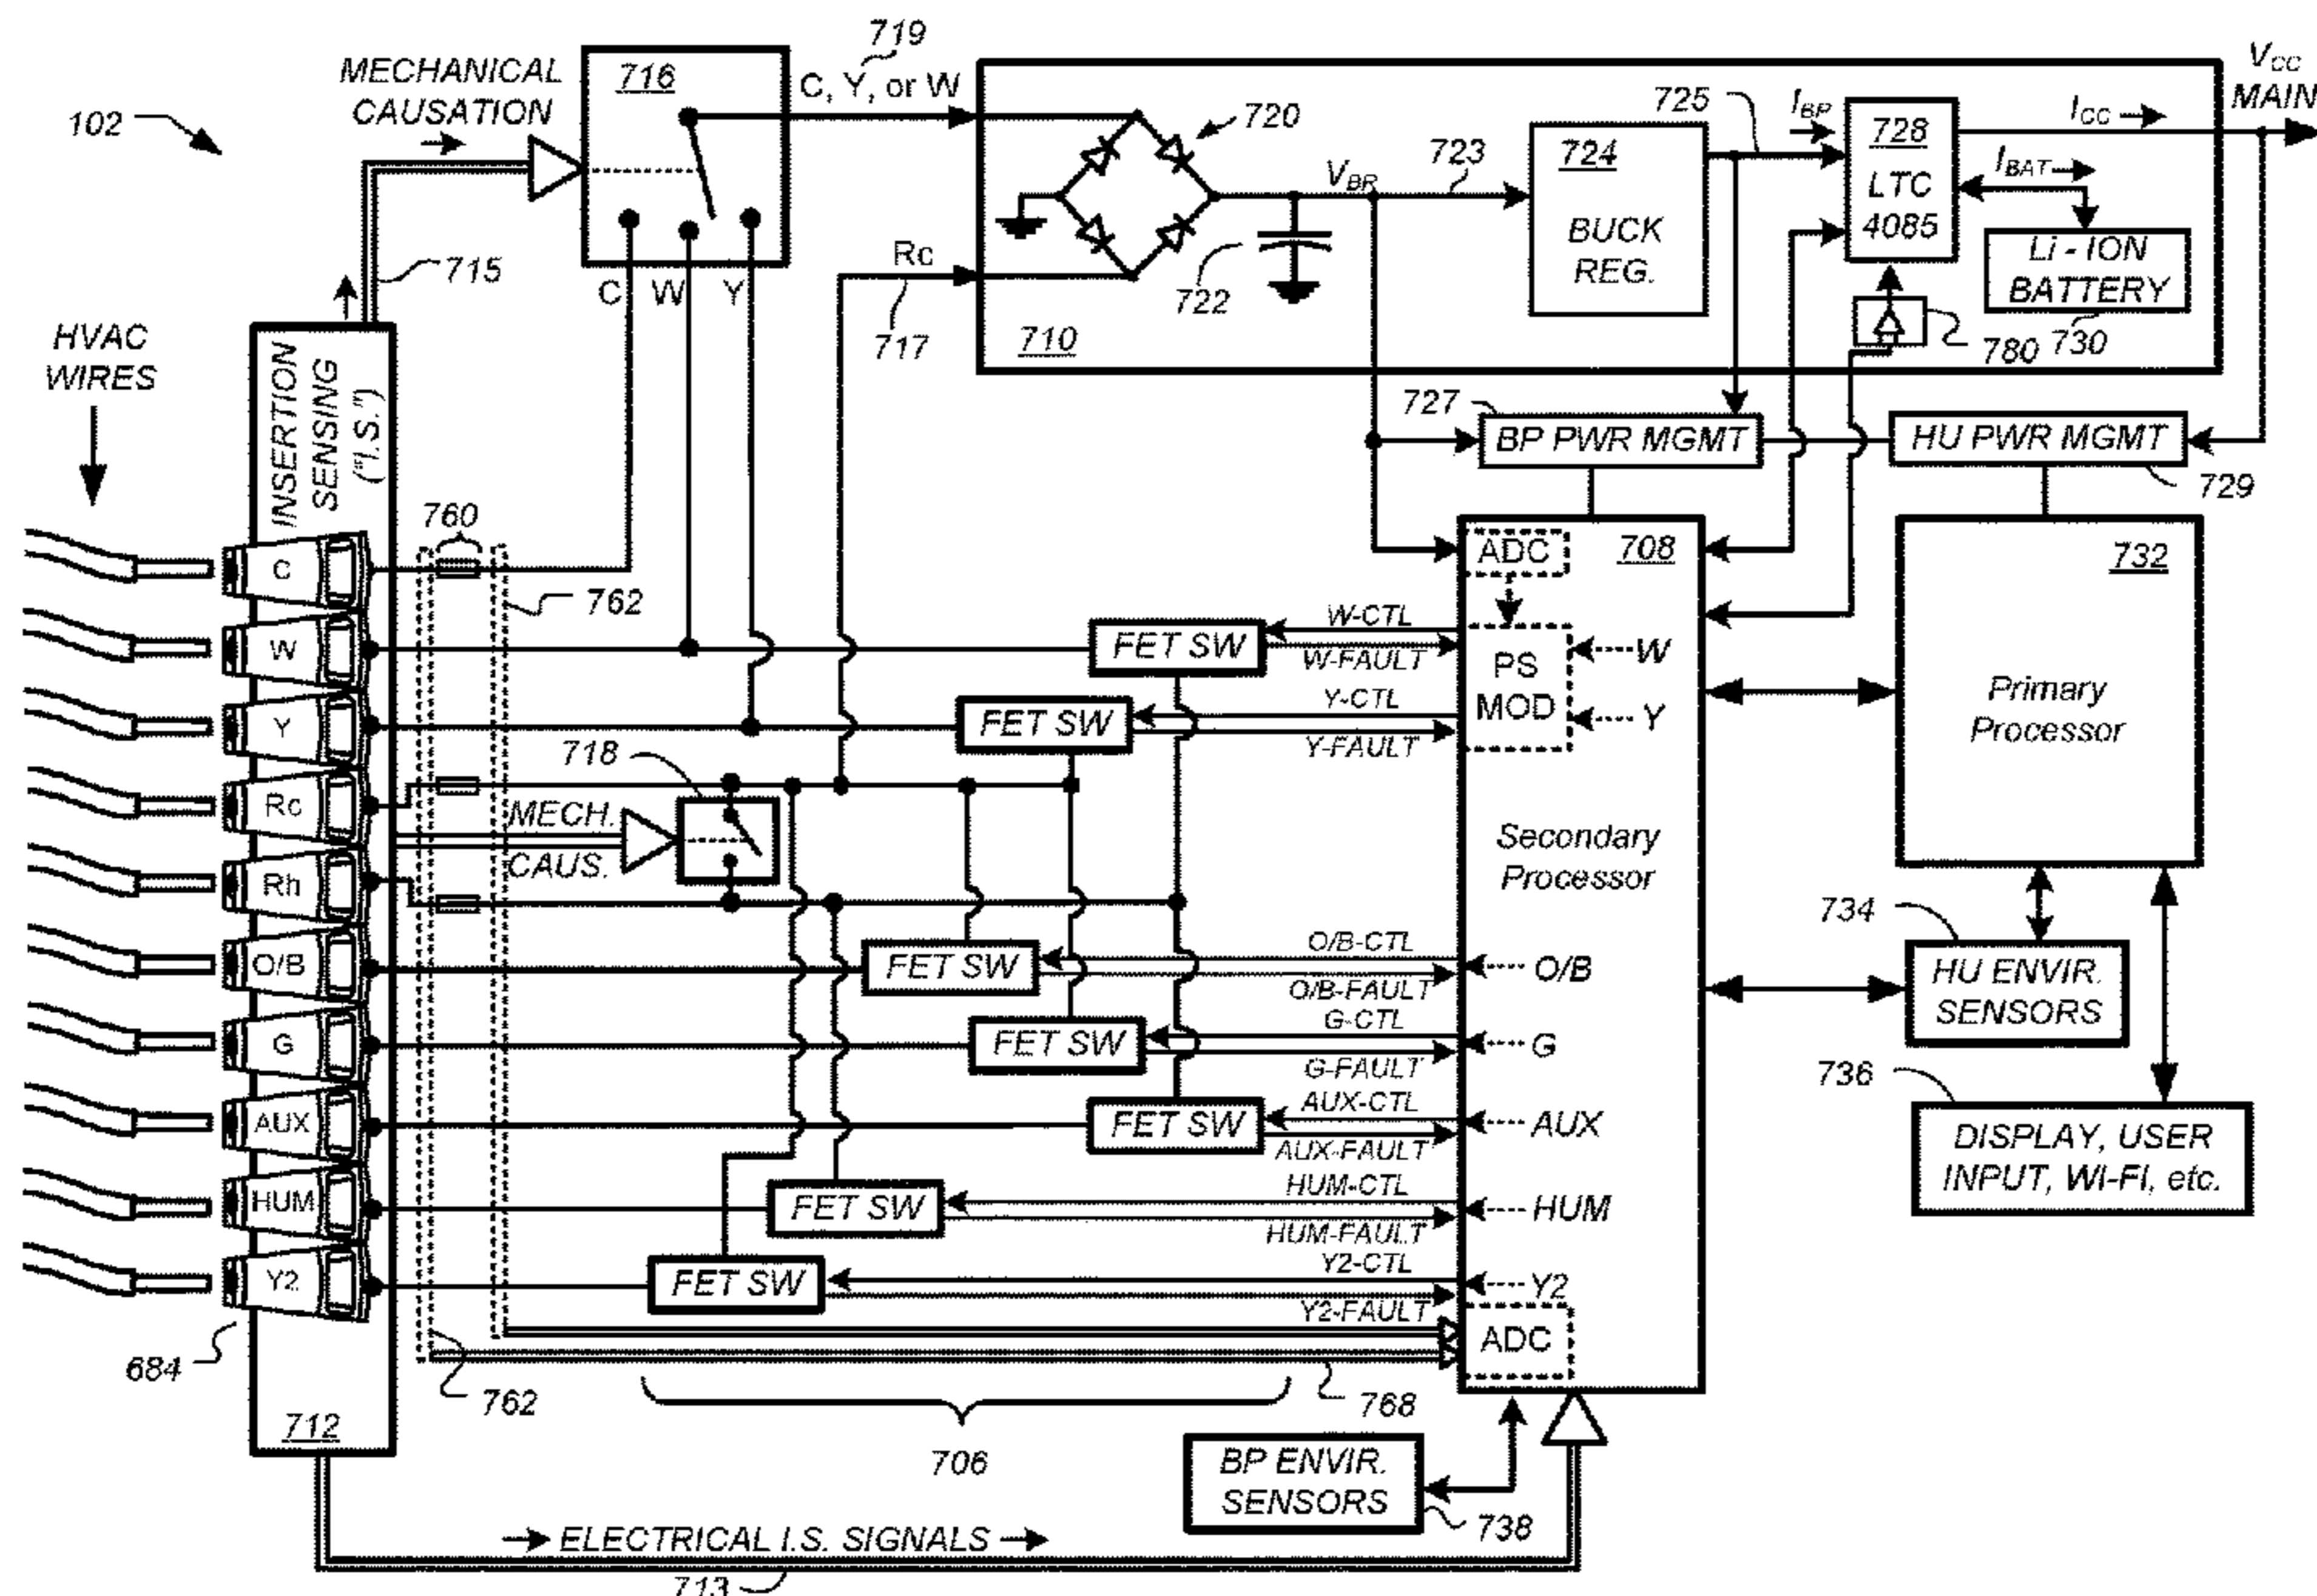 719
MECHANICAL
CAUSATION
716
C, Y, or W
102
720
725
I_BP
728
LTC
4085
I_CC
V_CC
MAIN
I_BAT
724
BUCK
REG.
V_BR
723
Li - ION
BATTERY
715
C W Y
Rc
717
722
710
780
730
HVAC
WIRES
INSERTION
SENSING
("I.S.")
727
BP PWR MGMT
HU PWR MGMT
729
760
762
C
ADC
708
732
W
FET SW
W-CTL
W-FAULT
PS
MOD
W
Y
FET SW
Y-CTL
Y-FAULT
Y
Primary
Processor
718
Rc
MECH.
CAUS.
Secondary
Processor
Rh
734
HU ENVIR.
SENSORS
O/B
FET SW
O/B-CTL
O/B-FAULT
O/B
G
FET SW
G-CTL
G-FAULT
G
736
DISPLAY, USER
INPUT, WI-FI, etc.
AUX
FET SW
AUX-CTL
AUX-FAULT
AUX
HUM
FET SW
HUM-CTL
HUM-FAULT
HUM
Y2
FET SW
Y2-CTL
Y2-FAULT
Y2
ADC
684
762
768
712
706
BP ENVIR.
SENSORS
738
ELECTRICAL I.S. SIGNALS
713